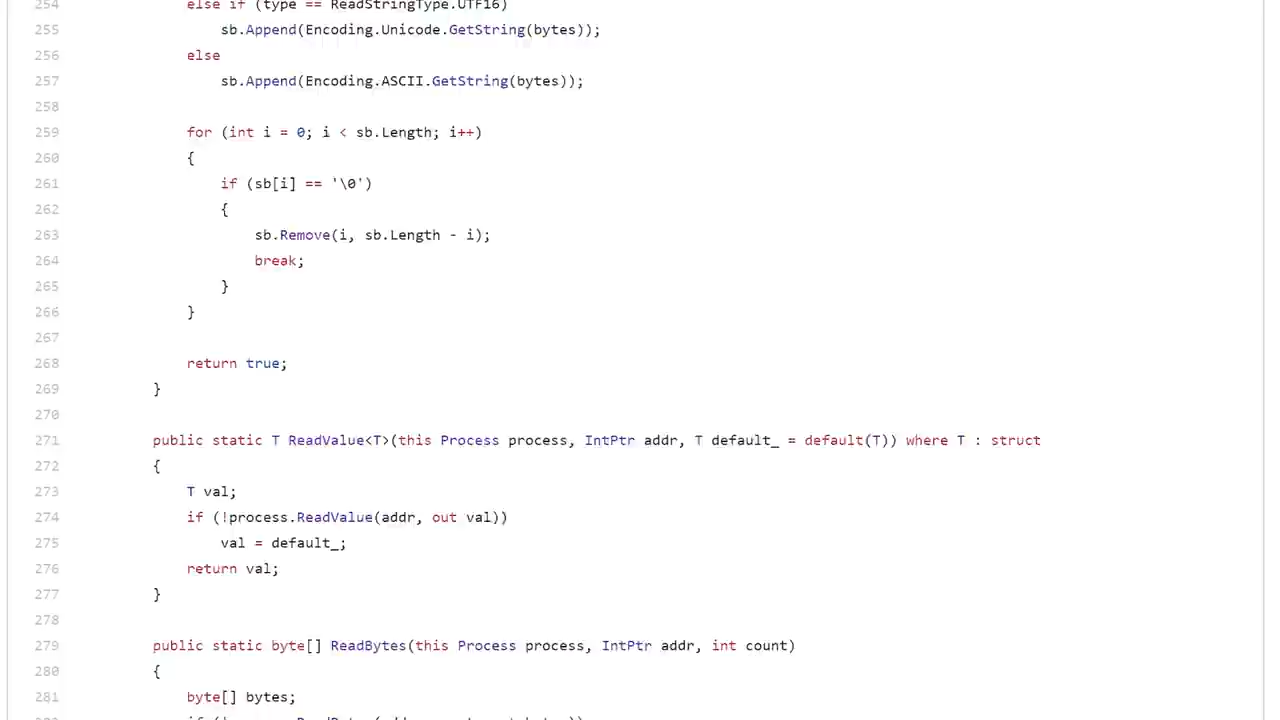 254 else if (type == ReadStringType.UTF16)
255 sb.Append(Encoding.Unicode.GetString(bytes));
256 else
257 sb.Append(Encoding.ASCII.GetString(bytes));
258
259 for (int i = 0; i < sb.Length; i++)
260 {
261 if (sb[i] == '\0')
262 {
263 sb.Remove(i, sb.Length - i);
264 break;
265 }
266 }
267
268 return true;
269 }
270
271 public static T ReadValue<T>(this Process process, IntPtr addr, T default_ = default(T)) where T : struct
272 {
273 T val;
274 if (!process.ReadValue(addr, out val))
275 val = default_;
276 return val;
277 }
278
279 public static byte[] ReadBytes(this Process process, IntPtr addr, int count)
280 {
281 byte[] bytes;